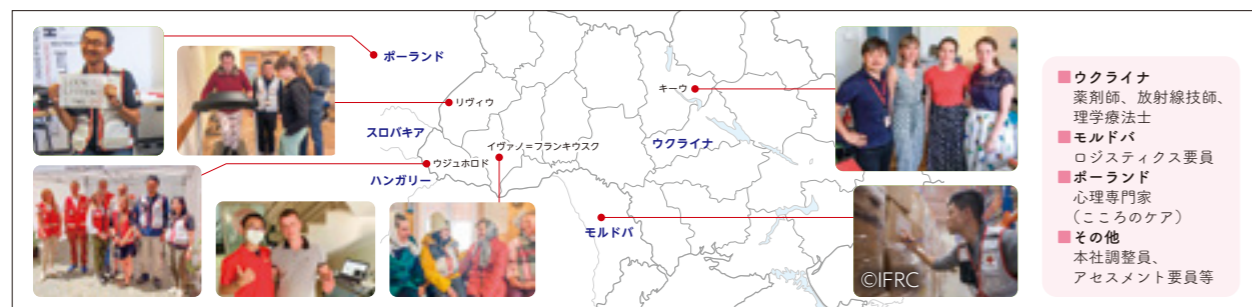 ポーランド
リヴィウ
キーウ
スロバキア
イヴァノ=フランキウスク
ウクライナ
ウジュホロド
ハンガリー
モルドバ
©IFRC
■ウクライナ
薬剤師、放射線技師、
理学療法士
■モルドバ
ロジスティクス要員
■ポーランド
心理専門家
（こころのケア）
■その他
本社調整員、
アセスメント要員等